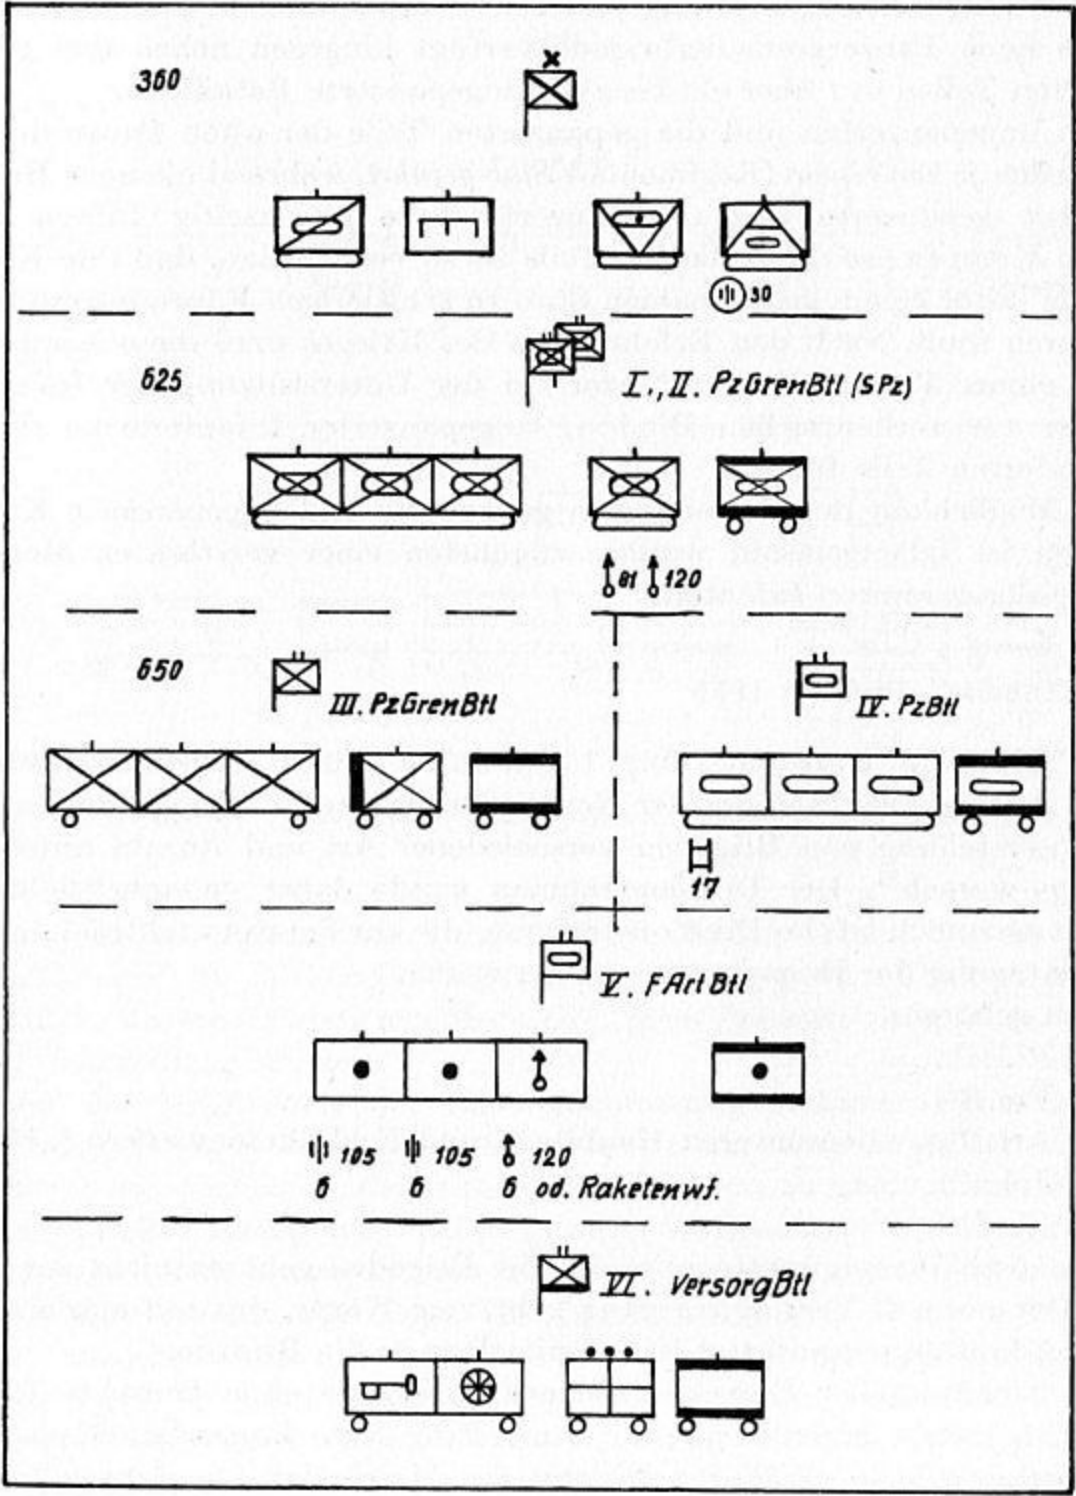 360
30
625
I., II. PzGrenBtl (SPz)
81 120
650
III. PzGrenBtl
IV. PzBtl
17
V. FArtBtl
105 105 120
6 6 6 od. Raketenwf.
VI. VersorgBtl